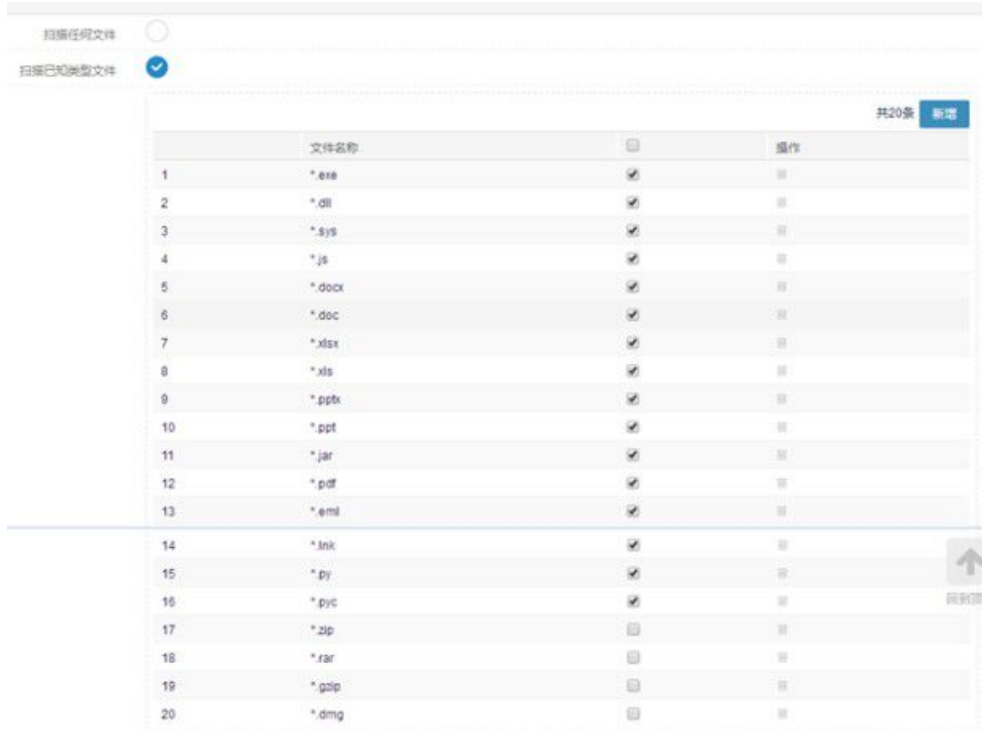 扫描任何文件
扫描已知类型文件
共20条 新增
文件名称 操作
1 *.exe
2 *.dll
3 *.sys
4 *.js
5 *.docx
6 *.doc
7 *.xlsx
8 *.xls
9 *.pptx
10 *.ppt
11 *.jar
12 *.pdf
13 *.eml
14 *.lnk
15 *.py
16 *.pyc
17 *.zip
18 *.rar
19 *.gzip
20 *.dmg
回到顶